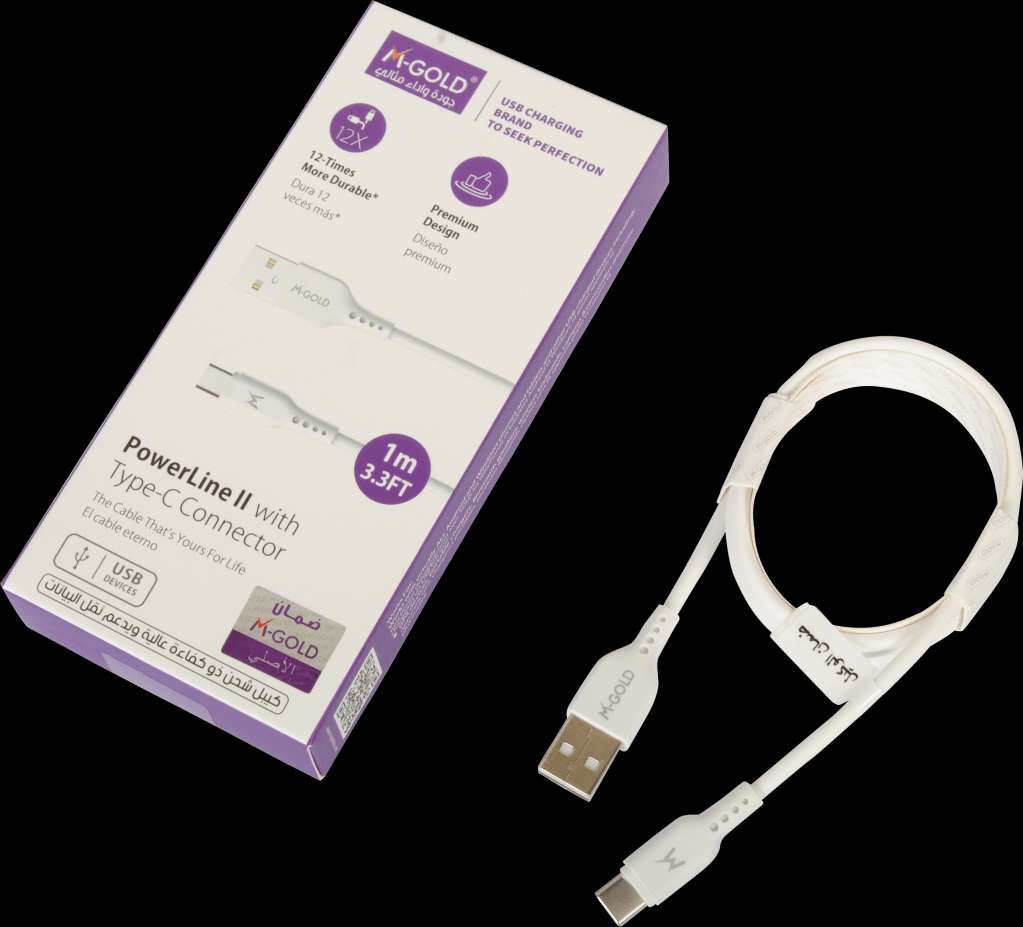 M-GOLD®
جودة وأداء مثالي
USB CHARGING
BRAND
TO SEEK PERFECTION
12X
12-Times
More Durable*
Dura 12
veces más*
Premium
Design
Diseño
premium
M-GOLD
M
1m
3.3FT
PowerLine II with
Type-C Connector
The Cable That's Yours For Life
El cable eterno
USB
DEVICES
ضمان
M-GOLD
الأصلي
كيبل شحن ذو كفاءة عالية ويدعم نقل البيانات
ضمان الوكيل
M-GOLD
M